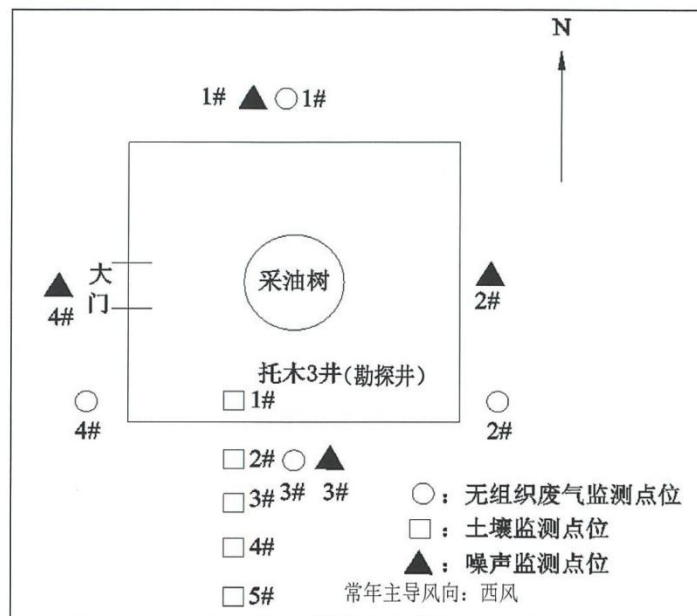 N
1# 1#
大门
采油树
4#
2#
托木3井(勘探井)
1#
4#
2#
2#
3# 3#
3#
○：无组织废气监测点位
□：土壤监测点位
4#
▲：噪声监测点位
5#
常年主导风向：西风